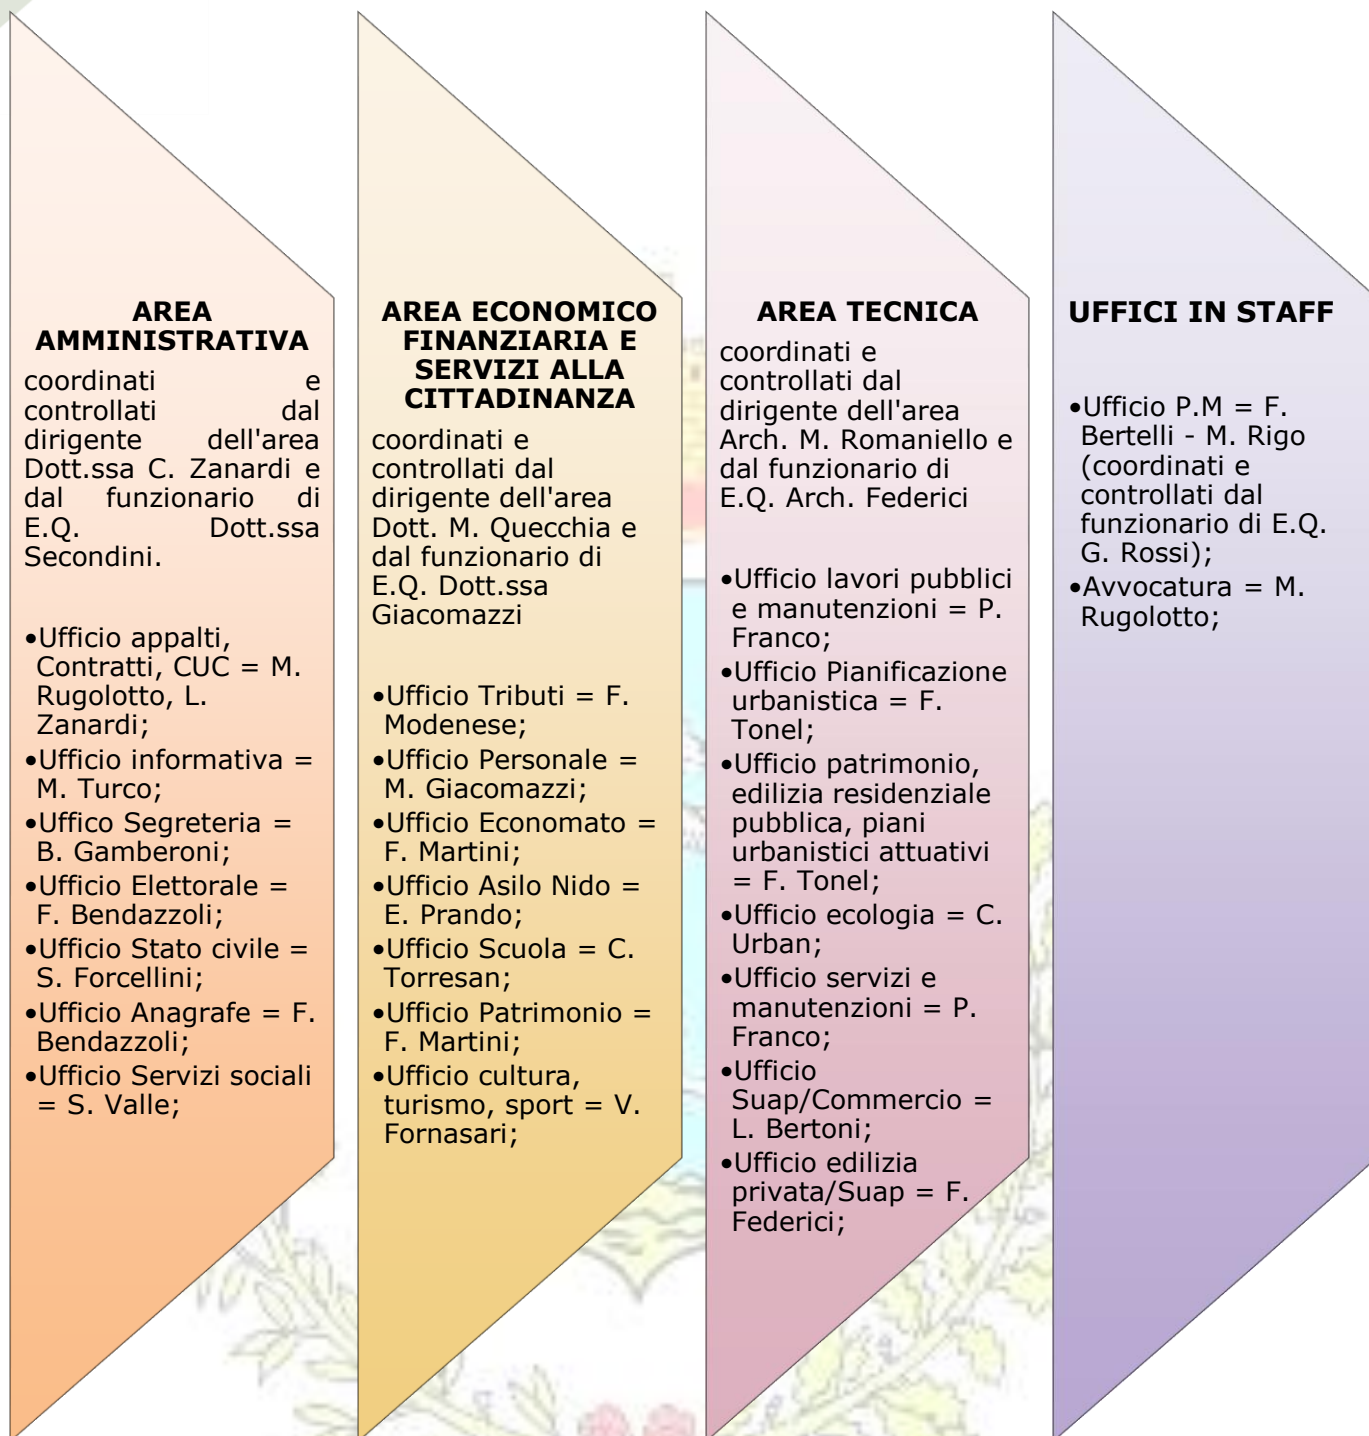 AREA
AMMINISTRATIVA
coordinati e
controllati dal
dirigente dell'area
Dott.ssa C. Zanardi e
dal funzionario di
E.Q. Dott.ssa
Secondini.
•Ufficio appalti,
Contratti, CUC = M.
Rugolotto, L.
Zanardi;
•Ufficio informativa =
M. Turco;
•Uffico Segreteria =
B. Gamberoni;
•Ufficio Elettorale =
F. Bendazzoli;
•Ufficio Stato civile =
S. Forcellini;
•Ufficio Anagrafe = F.
Bendazzoli;
•Ufficio Servizi sociali
= S. Valle;
AREA ECONOMICO
FINANZIARIA E
SERVIZI ALLA
CITTADINANZA
coordinati e
controllati dal
dirigente dell'area
Dott. M. Quecchia e
dal funzionario di
E.Q. Dott.ssa
Giacomazzi
•Ufficio Tributi = F.
Modenese;
•Ufficio Personale =
M. Giacomazzi;
•Ufficio Economato =
F. Martini;
•Ufficio Asilo Nido =
E. Prando;
•Ufficio Scuola = C.
Torresan;
•Ufficio Patrimonio =
F. Martini;
•Ufficio cultura,
turismo, sport = V.
Fornasari;
AREA TECNICA
coordinati e
controllati dal
dirigente dell'area
Arch. M. Romaniello e
dal funzionario di
E.Q. Arch. Federici
•Ufficio lavori pubblici
e manutenzioni = P.
Franco;
•Ufficio Pianificazione
urbanistica = F.
Tonel;
•Ufficio patrimonio,
edilizia residenziale
pubblica, piani
urbanistici attuativi
= F. Tonel;
•Ufficio ecologia = C.
Urban;
•Ufficio servizi e
manutenzioni = P.
Franco;
•Ufficio
Suap/Commercio =
L. Bertoni;
•Ufficio edilizia
privata/Suap = F.
Federici;
UFFICI IN STAFF
•Ufficio P.M = F.
Bertelli - M. Rigo
(coordinati e
controllati dal
funzionario di E.Q.
G. Rossi);
•Avvocatura = M.
Rugolotto;